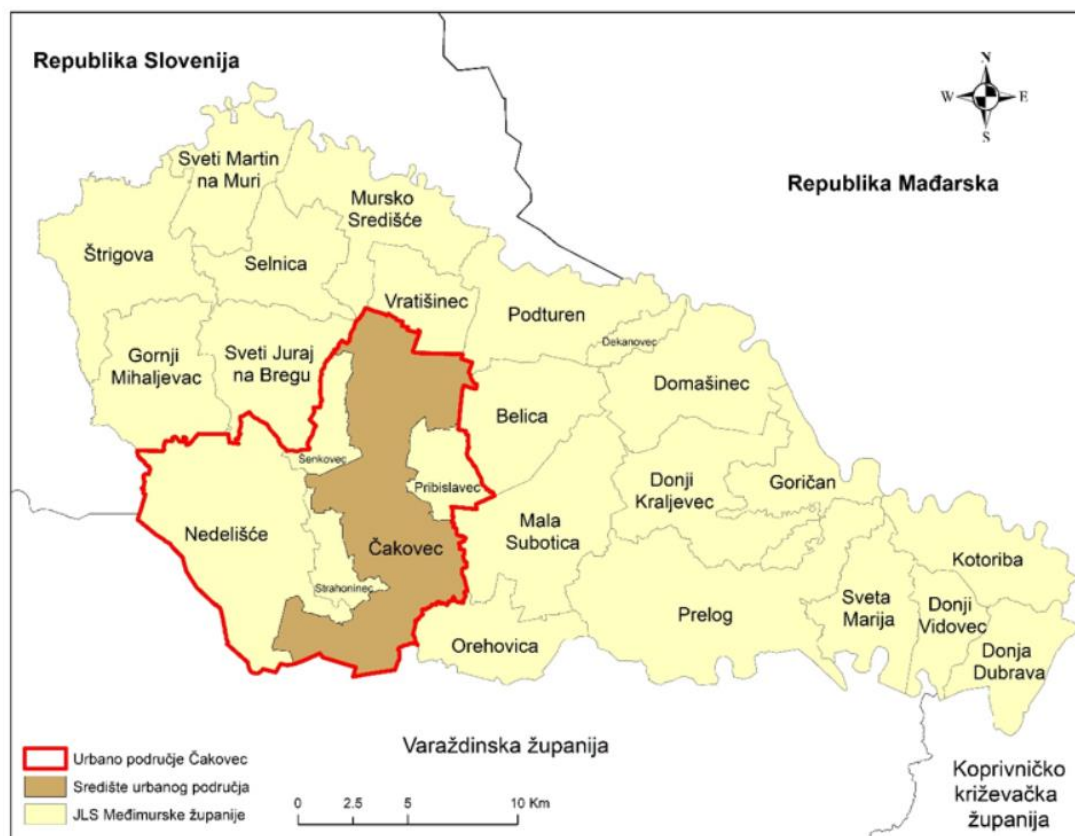 Republika Slovenija
N
W
E
S
Sveti Martin
na Muri
Republika Mađarska
Mursko
Središće
Štrigova
Selnica
Vratišinec
Podturen
Dekanovec
Gornji
Mihaljevac
Sveti Juraj
na Bregu
Domašinec
Belica
Šenkovec
Pribislavec
Donji
Kraljevec
Goričan
Nedelišće
Čakovec
Mala
Subotica
Kotoriba
Strahoninec
Prelog
Sveta
Marija
Donji
Vidovec
Orehovica
Donja
Dubrava
Varaždinska županija
Koprivničko
križevačka
županija
Urbano područje Čakovec
Središte urbanog područja
JLS Međimurske županije
0 2.5 5 10 Km